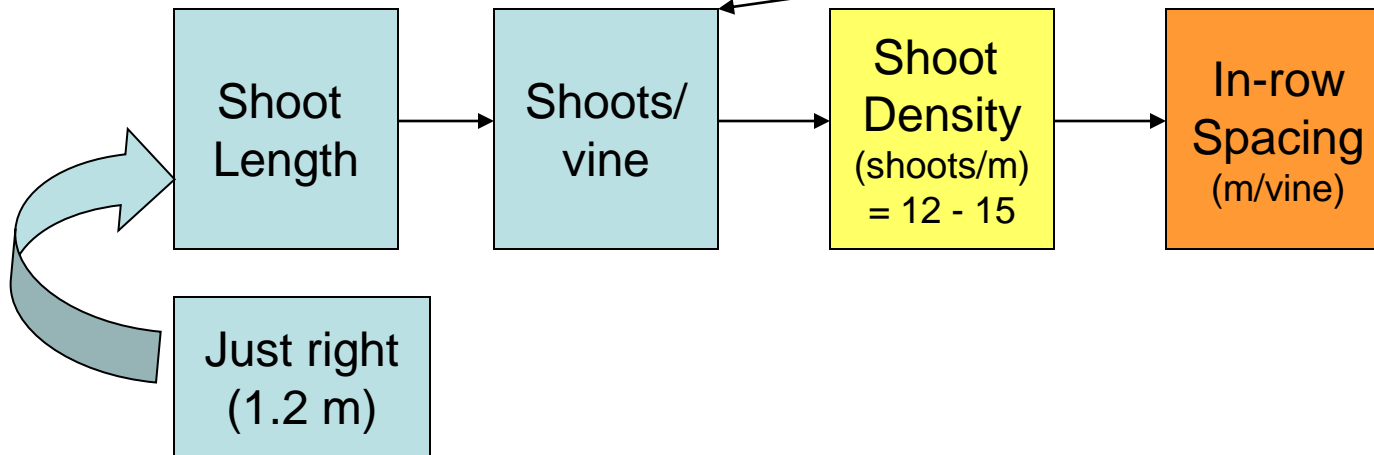 Shoot
Length
Shoots/
vine
Shoot
Density
(shoots/m)
= 12 - 15
In-row
Spacing
(m/vine)
Just right
(1.2 m)